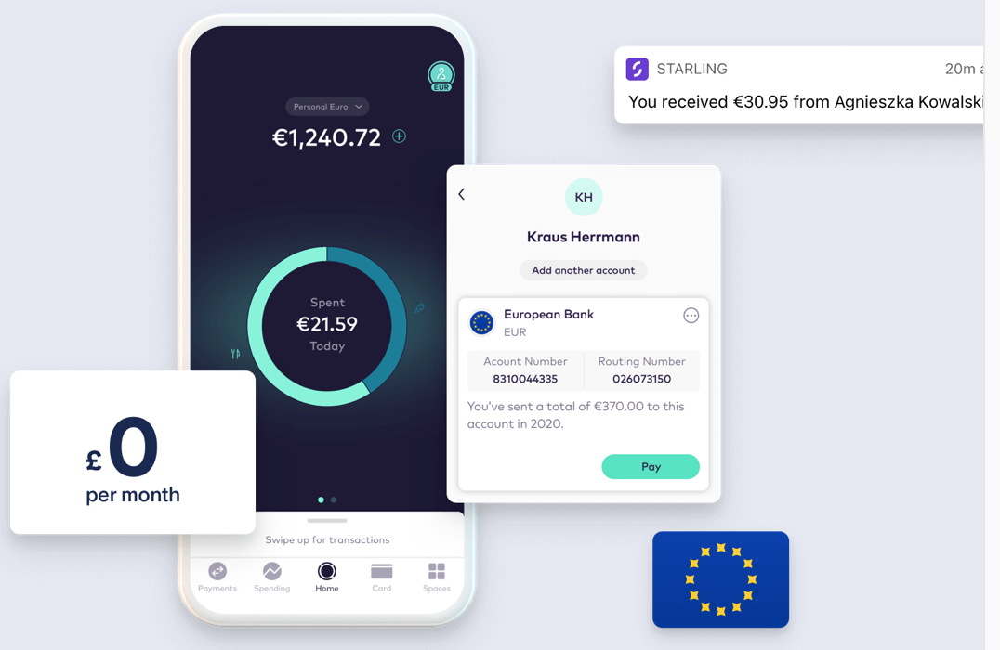 STARLING
20m
You received €30.95 from Agnieszka Kowalski
EUR
Personal Euro
€1,240.72
Spent
€21.59
Today
KH
Kraus Herrmann
Add another account
European Bank
EUR
Acount Number
Routing Number
8310044335
026073150
You've sent a total of €370.00 to this
account in 2020.
Pay
£0
per month
Swipe up for transactions
Payments
Spending
Home
Card
Spaces